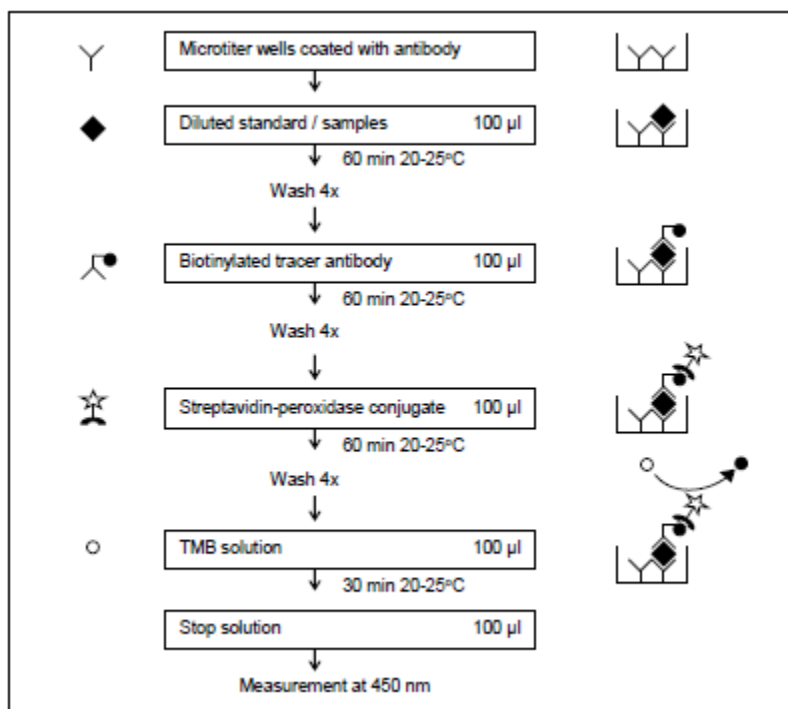 Microtiter wells coated with antibody
Diluted standard / samples 100 µl
60 min 20-25°C
Wash 4x
Biotinylated tracer antibody 100 µl
60 min 20-25°C
Wash 4x
Streptavidin-peroxidase conjugate 100 µl
60 min 20-25°C
Wash 4x
TMB solution 100 µl
30 min 20-25°C
Stop solution 100 µl
Measurement at 450 nm